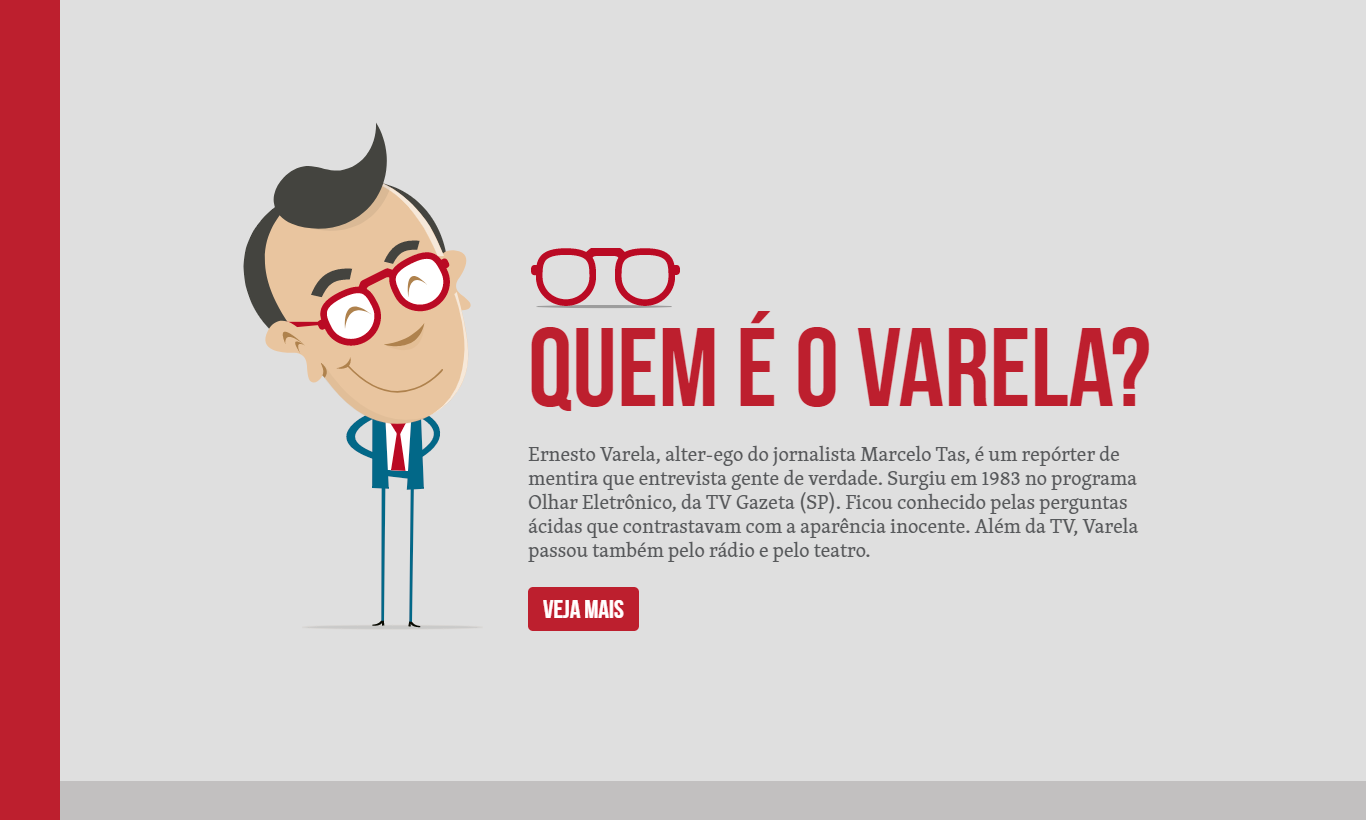 QUEM É O VARELA?
Ernesto Varela, alter-ego do jornalista Marcelo Tas, é um repórter de
mentira que entrevista gente de verdade. Surgiu em 1983 no programa
Olhar Eletrônico, da TV Gazeta (SP). Ficou conhecido pelas perguntas
ácidas que contrastavam com a aparência inocente. Além da TV, Varela
passou também pelo rádio e pelo teatro.
VEJA MAIS